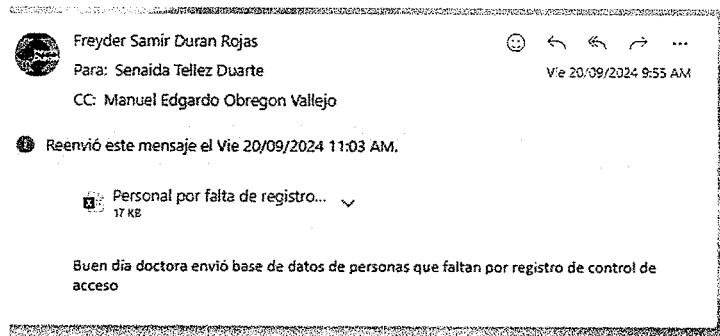 Freyder Samir Duran Rojas
Para: Senaida Tellez Duarte
Vie 20/09/2024 9:55 AM
CC: Manuel Edgardo Obregon Vallejo
Reenvió este mensaje el Vie 20/09/2024 11:03 AM.
Personal por falta de registro...
17 KB
Buen día doctora envió base de datos de personas que faltan por registro de control de
acceso